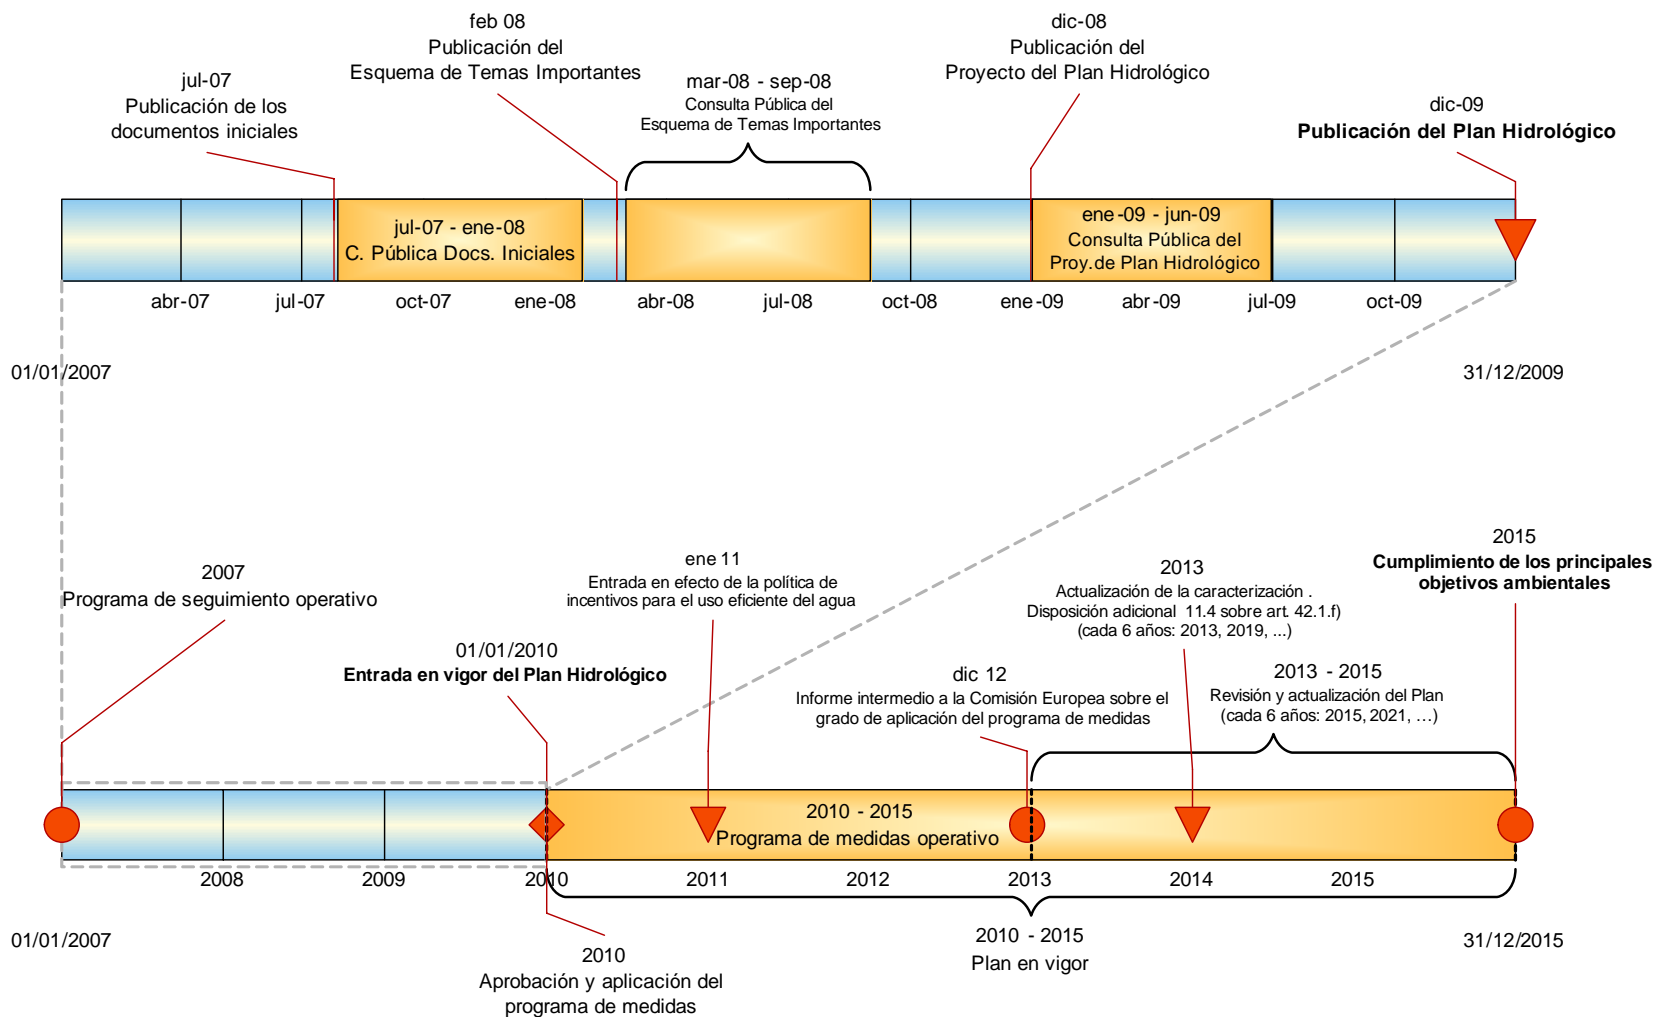 feb 08
Publicación del
Esquema de Temas Importantes
dic-08
Publicación del
Proyecto del Plan Hidrológico
jul-07
Publicación de los
documentos iniciales
mar-08 - sep-08
Consulta Pública del
Esquema de Temas Importantes
dic-09
Publicación del Plan Hidrológico
jul-07 - ene-08
C. Pública Docs. Iniciales
ene-09 - jun-09
Consulta Pública del
Proy.de Plan Hidrológico
abr-07 jul-07 oct-07 ene-08 abr-08 jul-08 oct-08 ene-09 abr-09 jul-09 oct-09
01/01/2007
31/12/2009
2007
Programa de seguimiento operativo
01/01/2010
Entrada en vigor del Plan Hidrológico
ene 11
Entrada en efecto de la política de
incentivos para el uso eficiente del agua
dic 12
Informe intermedio a la Comisión Europea sobre el
grado de aplicación del programa de medidas
2013
Actualización de la caracterización .
Disposición adicional 11.4 sobre art. 42.1.f)
(cada 6 años: 2013, 2019, ...)
2013 - 2015
Revisión y actualización del Plan
(cada 6 años: 2015, 2021, …)
2015
Cumplimiento de los principales
objetivos ambientales
2010 - 2015
Programa de medidas operativo
2008 2009 2010 2011 2012 2013 2014 2015
01/01/2007
31/12/2015
2010
Aprobación y aplicación del
programa de medidas
2010 - 2015
Plan en vigor